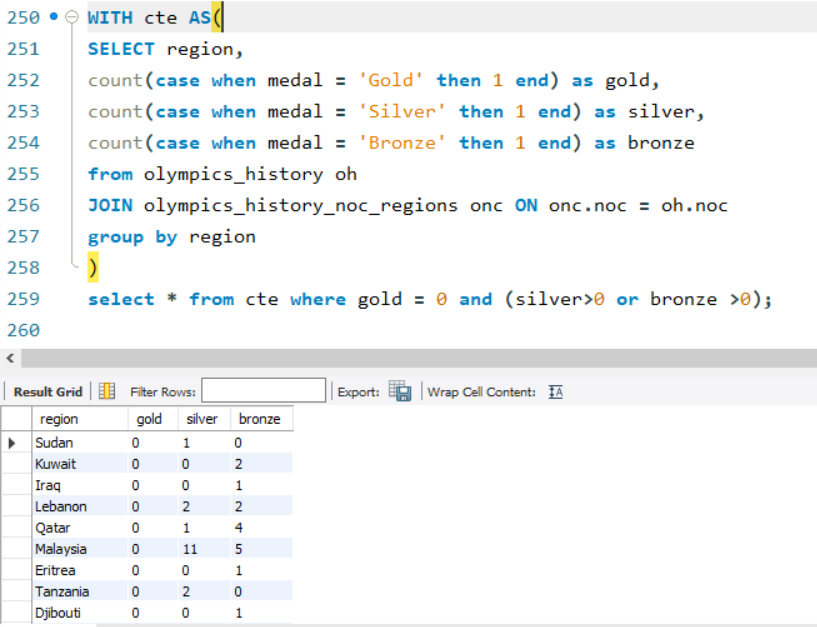 250 WITH cte AS(
251 SELECT region,
252 count(case when medal = 'Gold' then 1 end) as gold,
253 count(case when medal = 'Silver' then 1 end) as silver,
254 count(case when medal = 'Bronze' then 1 end) as bronze
255 from olympics_history oh
256 JOIN olympics_history_noc_regions onc ON onc.noc = oh.noc
257 group by region
258 )
259 select * from cte where gold = 0 and (silver>0 or bronze >0);
260
Result Grid Filter Rows: Export: Wrap Cell Content: IA
region gold silver bronze
Sudan 0 1 0
Kuwait 0 0 2
Iraq 0 0 1
Lebanon 0 2 2
Qatar 0 1 4
Malaysia 0 11 5
Eritrea 0 0 1
Tanzania 0 2 0
Djibouti 0 0 1